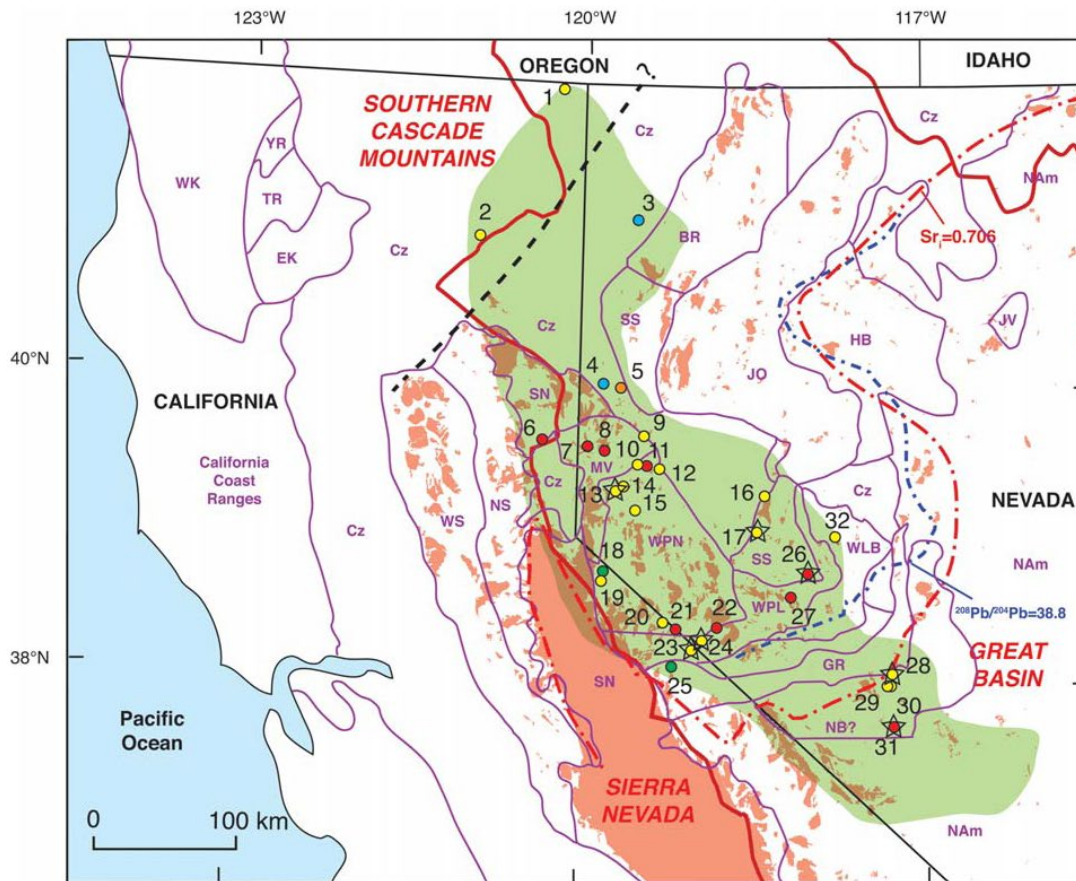 123°W
120°W
117°W
OREGON
IDAHO
?
1
SOUTHERN
CASCADE
MOUNTAINS
Cz
Cz
YR
WK
TR
NAm
2
3
BR
Sri=0.706
EK
Cz
SS
Cz
HB
JV
40°N
4
5
JO
CALIFORNIA
SN
6
7
8
9
10
11
12
MV
California
Coast
Ranges
Cz
13
14
15
16
Cz
NEVADA
Cz
WS
NS
WPN
17
32
SS
WLB
18
26
NAm
19
WPL
27
208Pb/204Pb=38.8
20
21
22
38°N
23
24
GR
GREAT
BASIN
25
28
SN
29
30
NB?
31
Pacific
Ocean
SIERRA
NEVADA
NAm
0
100 km